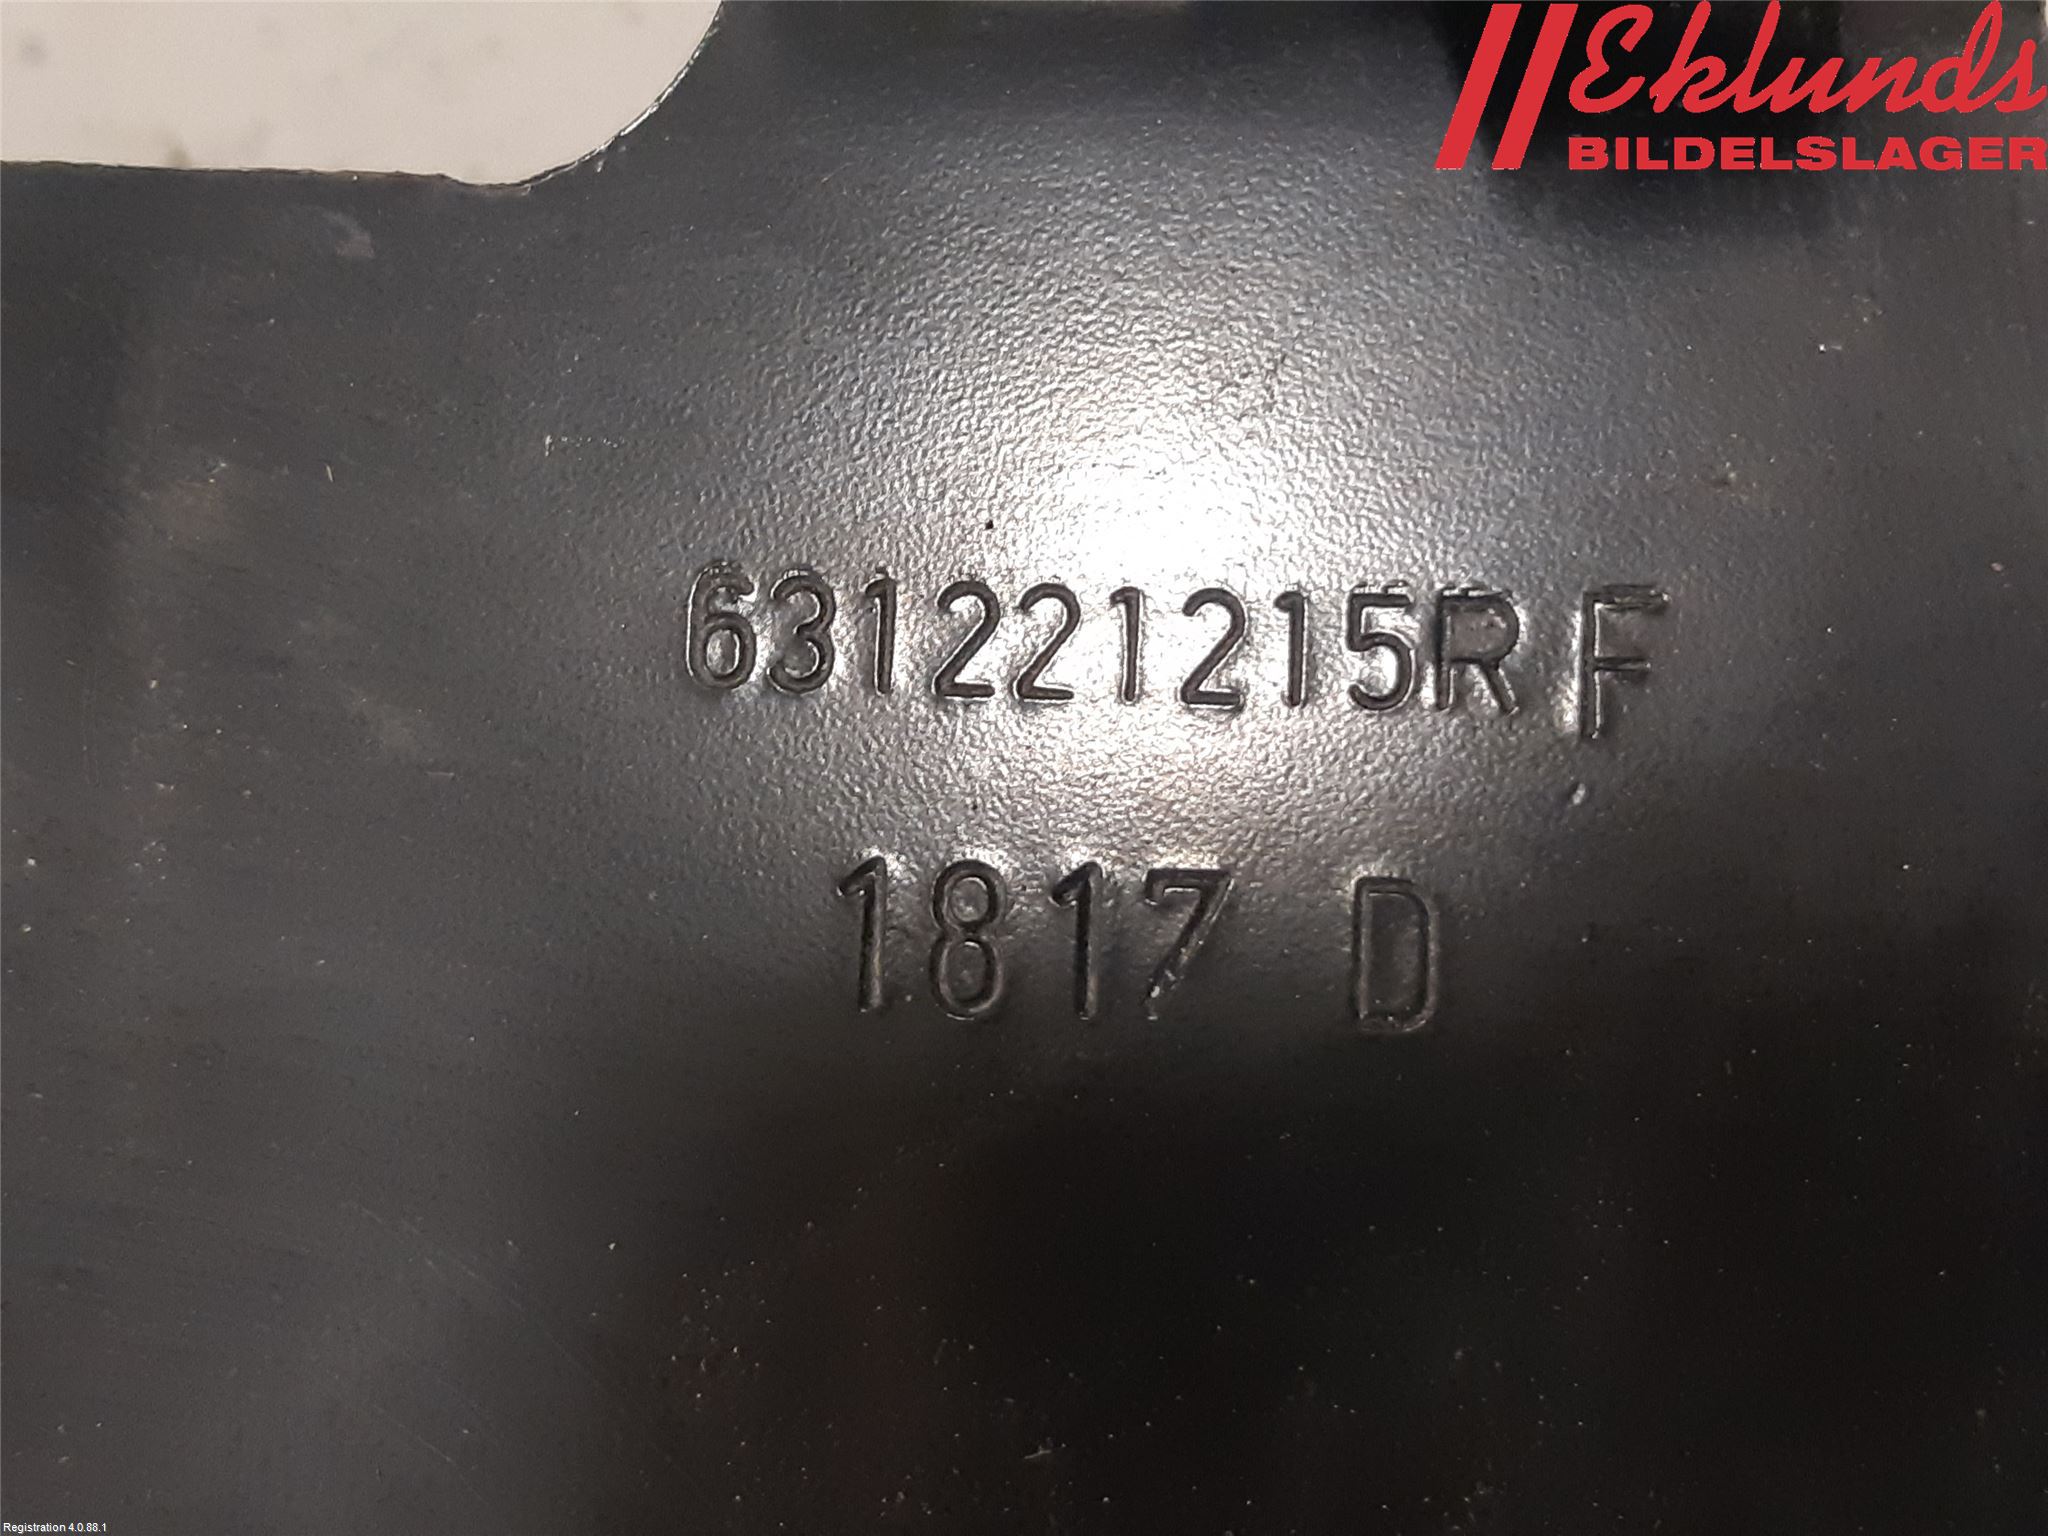 Eklunds
BILDELSLAGER
631221215R F
1817 D
Registration 4.0.88.1